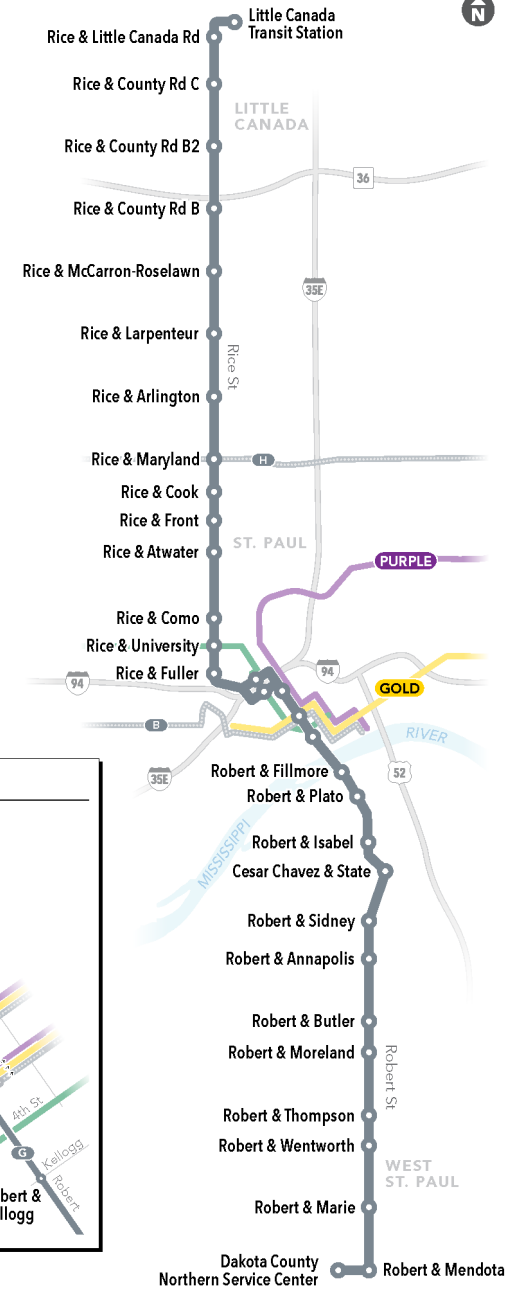 N
Little Canada
Transit Station
Rice & Little Canada Rd
Rice & County Rd C
LITTLE
CANADA
Rice & County Rd B2
36
Rice & County Rd B
Rice & McCarron-Roselawn
35E
Rice & Larpenteur
Rice St
Rice & Arlington
Rice & Maryland
H
Rice & Cook
Rice & Front
ST. PAUL
Rice & Atwater
PURPLE
Rice & Como
Rice & University
Rice & Fuller
94
94
GOLD
B
RIVER
35E
52
Robert & Fillmore
Robert & Plato
MISSISSIPPI
Robert & Isabel
Cesar Chavez & State
Robert & Sidney
Robert & Annapolis
Robert & Butler
Robert & Moreland
Robert St
4th St
Robert & Thompson
G
Kellogg
Robert & Wentworth
WEST
ST. PAUL
Robert
bert &
llogg
Robert & Marie
Dakota County
Northern Service Center
Robert & Mendota